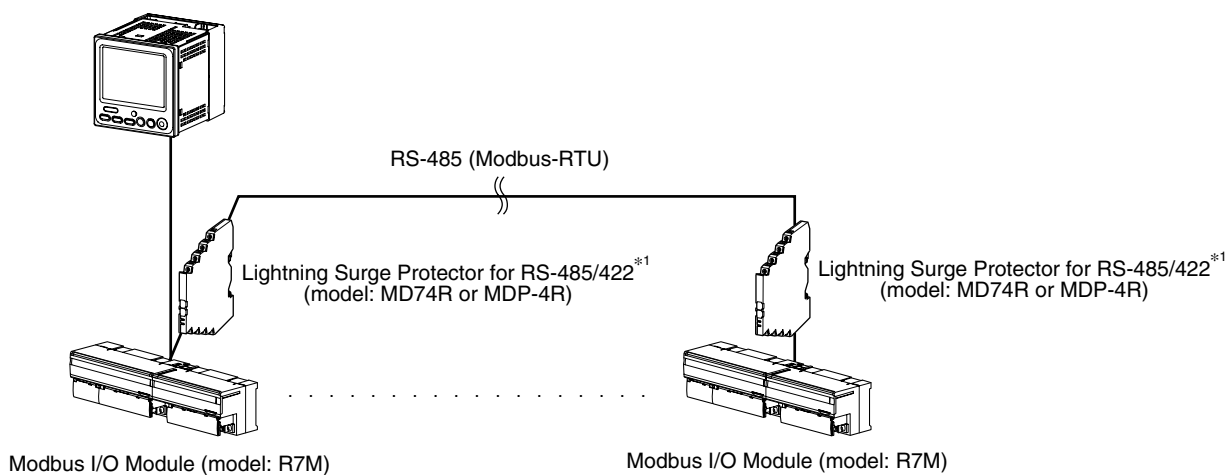 RS-485 (Modbus-RTU)
Lightning Surge Protector for RS-485/422*1
(model: MD74R or MDP-4R)
Lightning Surge Protector for RS-485/422*1
(model: MD74R or MDP-4R)
Modbus I/O Module (model: R7M)
Modbus I/O Module (model: R7M)